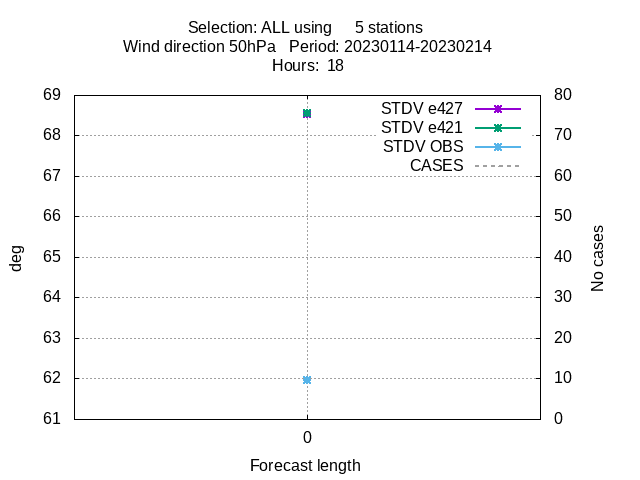 Selection: ALL using     5 stations
Wind direction 50hPa   Period: 20230114-20230214
Hours:  18
69
68
67
66
65
64
63
62
61
80
70
60
50
40
30
20
10
0
STDV e427
STDV e421
STDV OBS
CASES
deg
No cases
0
Forecast length